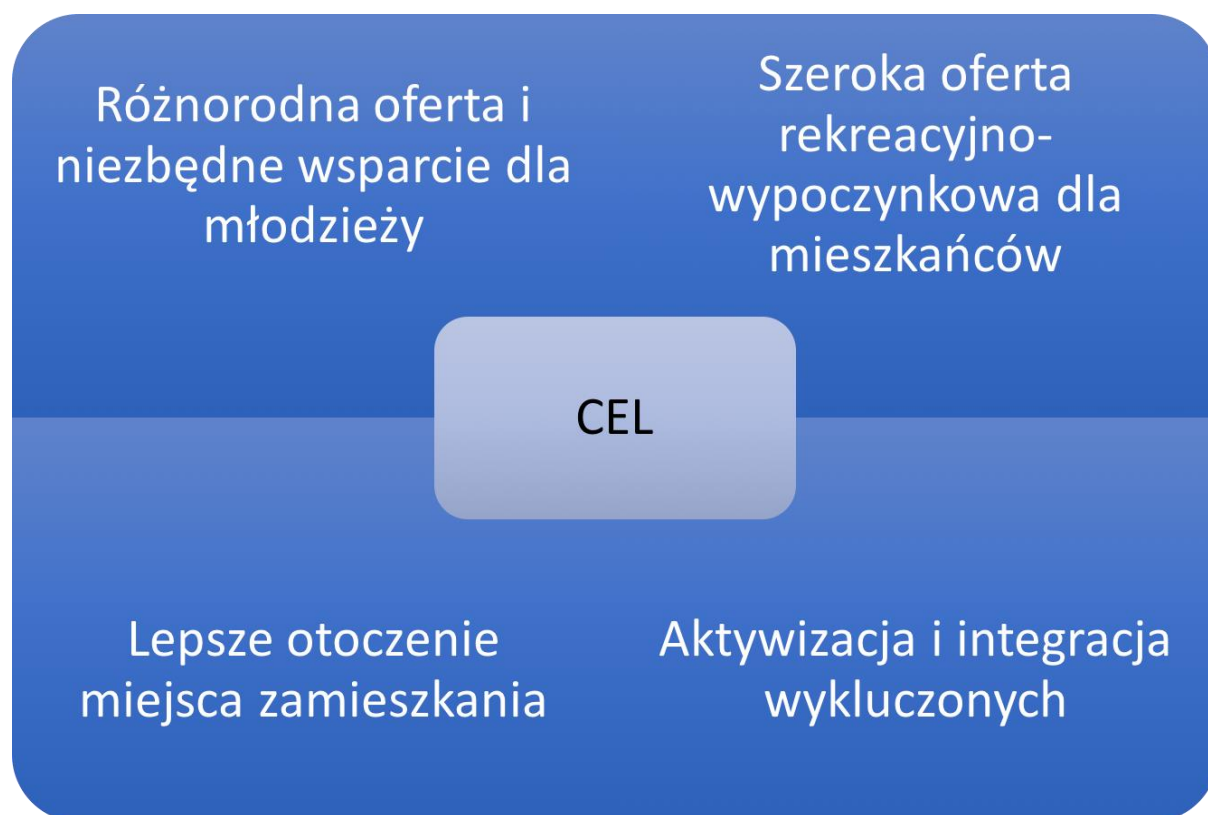 Różnorodna oferta i
niezbędne wsparcie dla
młodzieży
Szeroka oferta
rekreacyjno-
wypoczynkowa dla
mieszkańców
CEL
Lepsze otoczenie
miejsca zamieszkania
Aktywizacja i integracja
wykluczonych